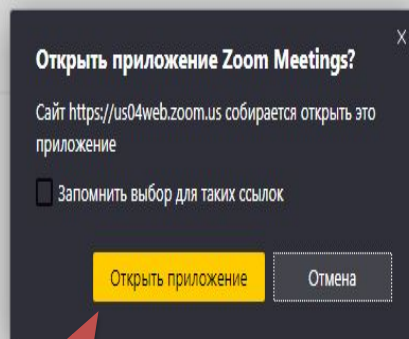 Открыть приложение Zoom Meetings?
Сайт https://us04web.zoom.us собирается открыть это
приложение
Запомнить выбор для таких ссылок
Открыть приложение
Отмена